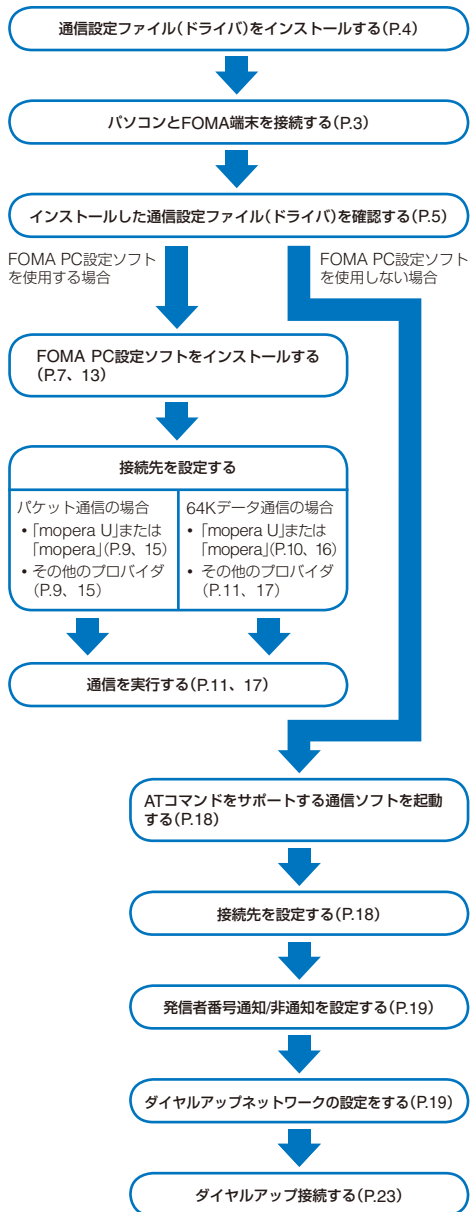 通信設定ファイル(ドライバ)をインストールする(P.4)
パソコンとFOMA端末を接続する(P.3)
インストールした通信設定ファイル(ドライバ)を確認する(P.5)
FOMA PC設定ソフト
を使用する場合
FOMA PC設定ソフト
を使用しない場合
FOMA PC設定ソフトをインストールする
(P.7、13)
接続先を設定する
パケット通信の場合
•「mopera U」または
「mopera」(P.9、15)
• その他のプロバイダ
(P.9、15)
64Kデータ通信の場合
•「mopera U」または
「mopera」(P.10、16)
• その他のプロバイダ
(P.11、17)
通信を実行する(P.11、17)
ATコマンドをサポートする通信ソフトを起動
する(P.18)
接続先を設定する(P.18)
発信者番号通知/非通知を設定する(P.19)
ダイヤルアップネットワークの設定をする(P.19)
ダイヤルアップ接続する(P.23)